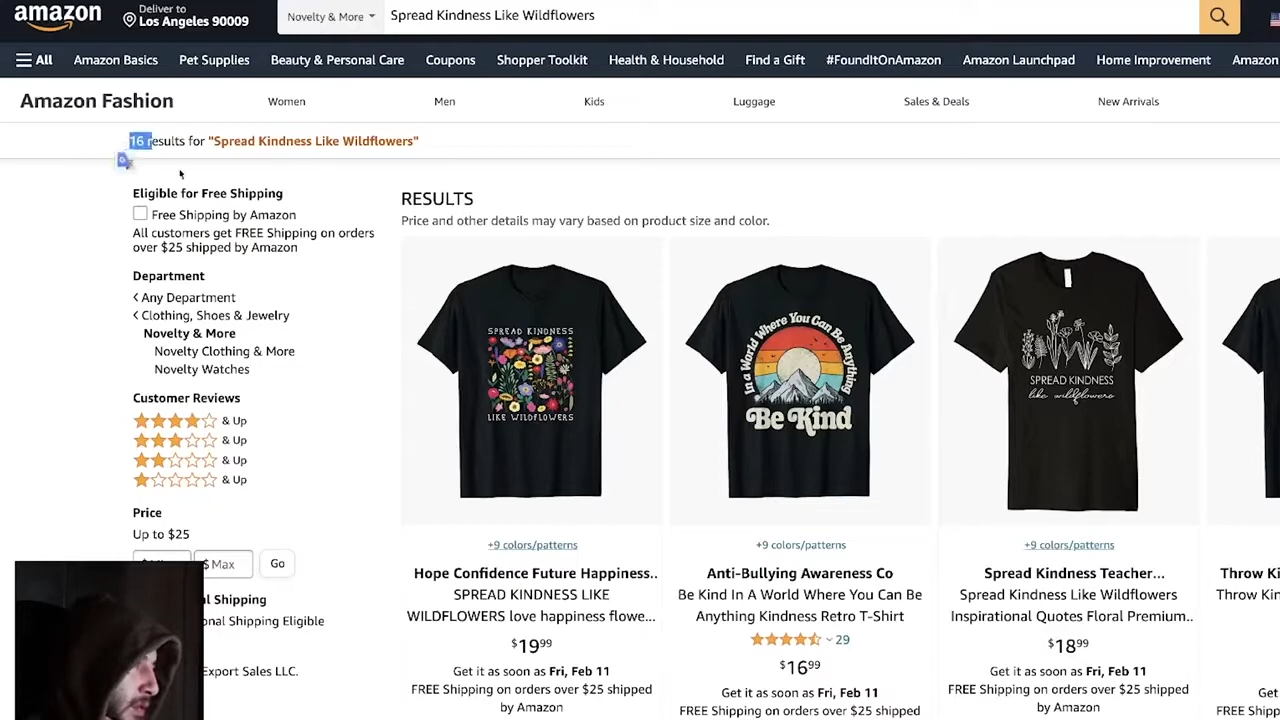 amazon
Deliver to
Los Angeles 90009
Novelty & More
Spread Kindness Like Wildflowers
All
Amazon Basics
Pet Supplies
Beauty & Personal Care
Coupons
Shopper Toolkit
Health & Household
Find a Gift
#FoundItOnAmazon
Amazon Launchpad
Home Improvement
Amazon
Amazon Fashion
Women
Men
Kids
Luggage
Sales & Deals
New Arrivals
16 results for "Spread Kindness Like Wildflowers"
Eligible for Free Shipping
Free Shipping by Amazon
All customers get FREE Shipping on orders
over $25 shipped by Amazon
Department
Any Department
Clothing, Shoes & Jewelry
Novelty & More
Novelty Clothing & More
Novelty Watches
Customer Reviews
& Up
& Up
& Up
& Up
Price
Up to $25
$ Max
Go
Shipping
Shipping Eligible
Export Sales LLC.
RESULTS
Price and other details may vary based on product size and color.
SPREAD KINDNESS
LIKE WILDFLOWERS
+9 colors/patterns
Hope Confidence Future Happiness..
SPREAD KINDNESS LIKE
WILDFLOWERS love happiness flowe...
$19.99
Get it as soon as Fri, Feb 11
FREE Shipping on orders over $25 shipped
by Amazon
In a World Where You Can Be Anything
Be Kind
+9 colors/patterns
Anti-Bullying Awareness Co
Be Kind In A World Where You Can Be
Anything Kindness Retro T-Shirt
29
$16.99
Get it as soon as Fri, Feb 11
FREE Shipping on orders over $25 shipped
SPREAD KINDNESS
like wildflowers
+9 colors/patterns
Spread Kindness Teacher...
Spread Kindness Like Wildflowers
Inspirational Quotes Floral Premium..
$18.99
Get it as soon as Fri, Feb 11
FREE Shipping on orders over $25 shipped
by Amazon
Throw Ki
Throw Kin
Get
FREE Shipp